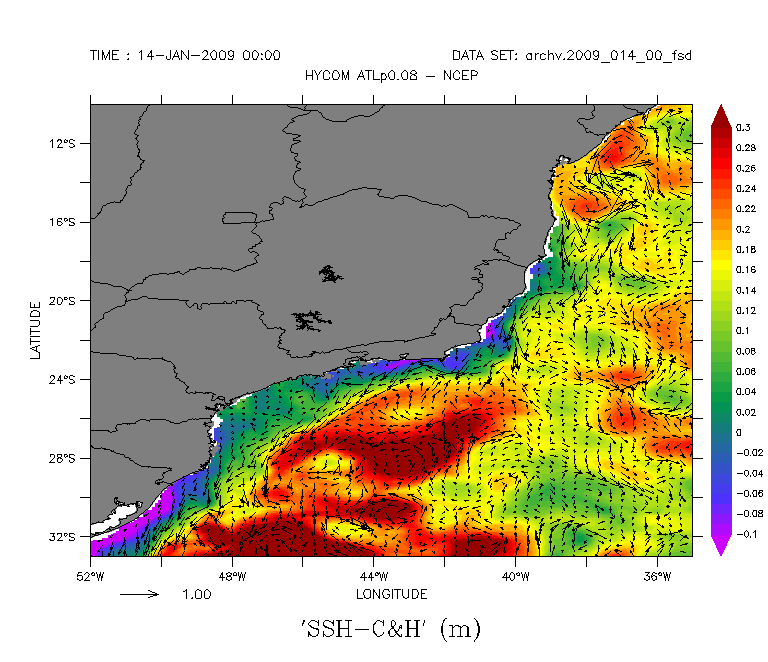 TIME : 14-JAN-2009 00:00
DATA SET: archv.2009_014_00_fsd
HYCOM ATLp0.08 - NCEP
12°S
16°S
20°S
24°S
28°S
32°S
LATITUDE
52°W 48°W 44°W 40°W 36°W
1.00
LONGITUDE
0.3
0.28
0.26
0.24
0.22
0.2
0.18
0.16
0.14
0.12
0.1
0.08
0.06
0.04
0.02
0
-0.02
-0.04
-0.06
-0.08
-0.1
'SSH-C&H' (m)